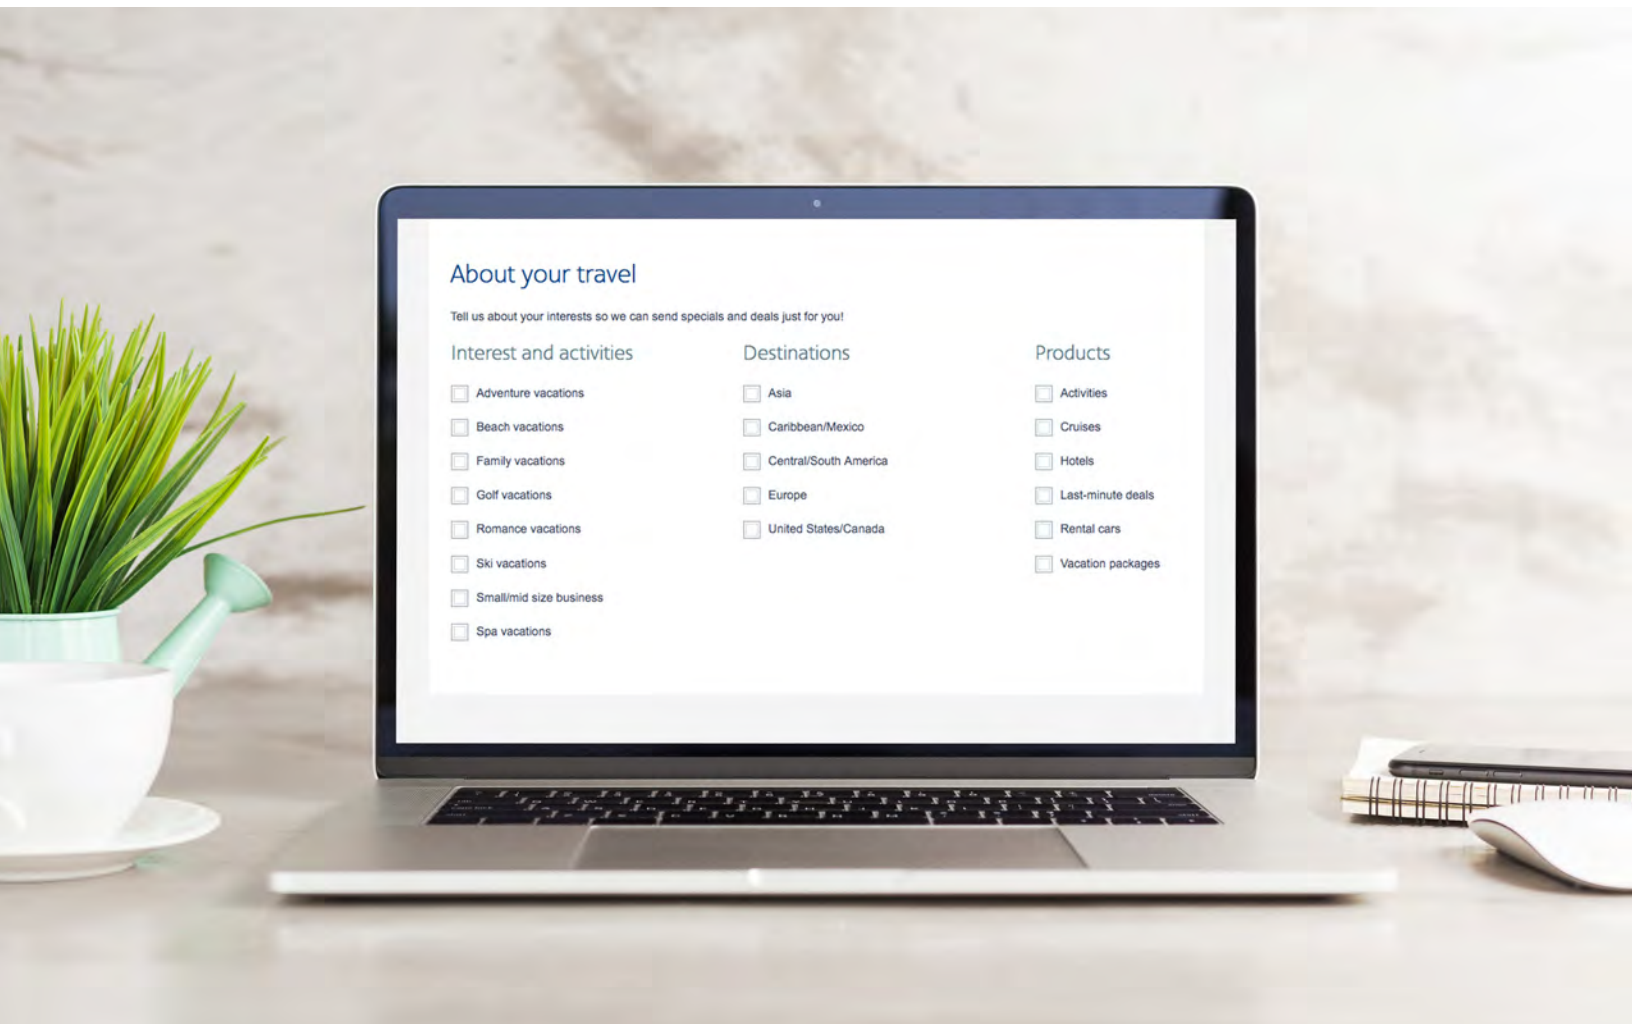 About your travel
Tell us about your interests so we can send specials and deals just for you!
Interest and activities
Adventure vacations
Beach vacations
Family vacations
Golf vacations
Romance vacations
Ski vacations
Small/mid size business
Spa vacations
Destinations
Asia
Caribbean/Mexico
Central/South America
Europe
United States/Canada
Products
Activities
Cruises
Hotels
Last-minute deals
Rental cars
Vacation packages